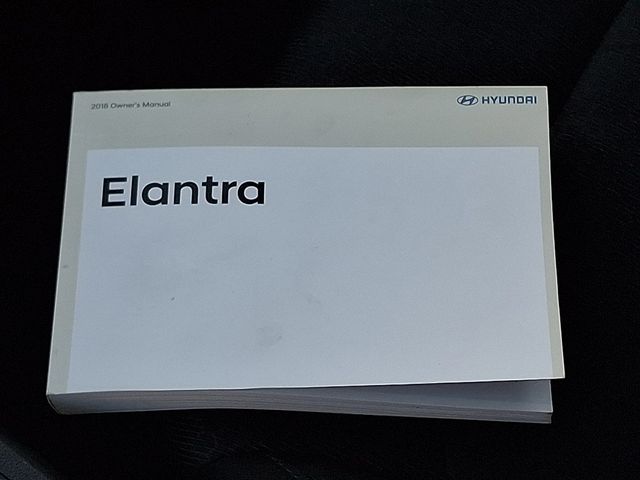 2018 Owner's Manual
HYUNDAI
Elantra